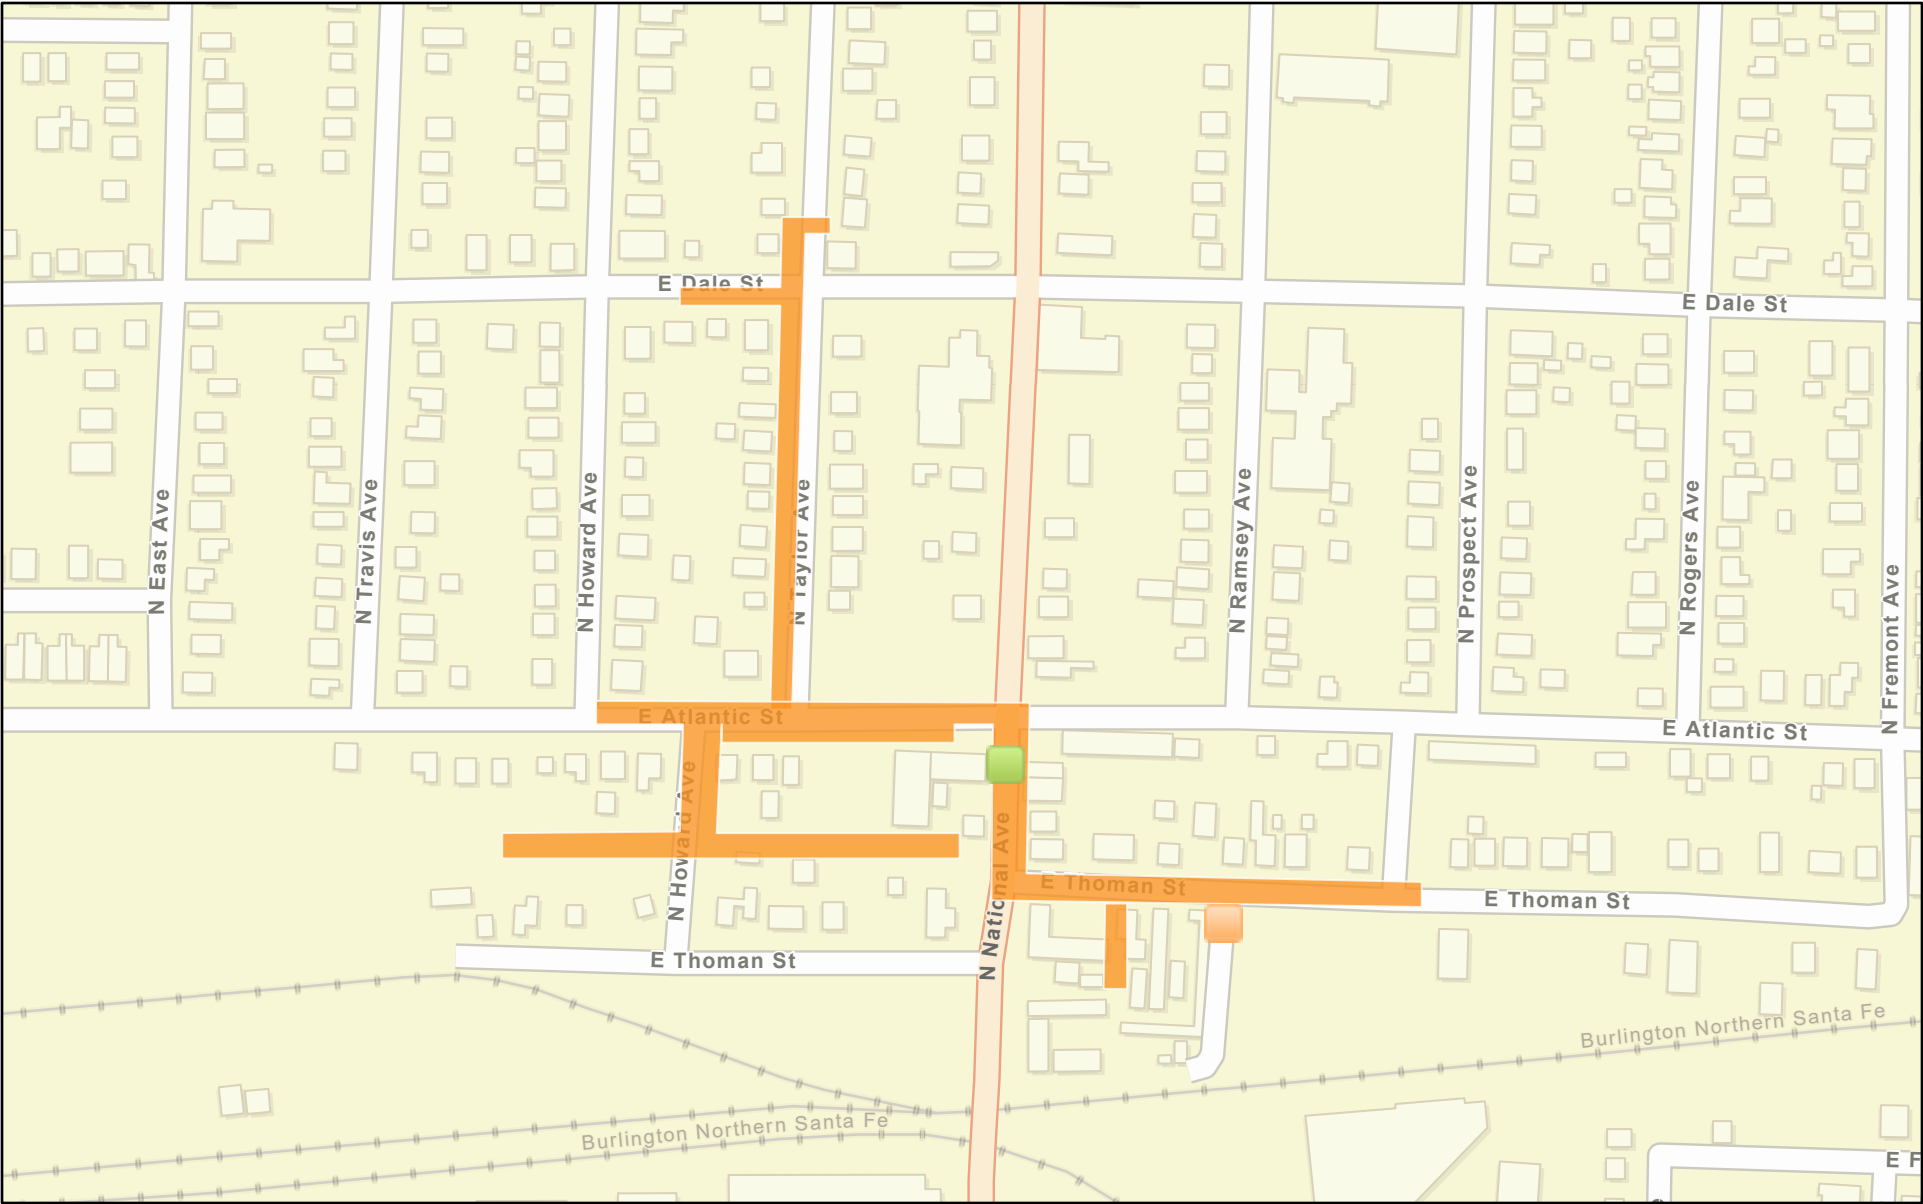 E Dale St
E Dale St
N East Ave
N Travis Ave
N Howard Ave
N Taylor Ave
N Ramsey Ave
N Prospect Ave
N Rogers Ave
N Fremont Ave
E Atlantic St
E Atlantic St
N Howard Ave
N National Ave
E Thoman St
E Thoman St
E Thoman St
Burlington Northern Santa Fe
Burlington Northern Santa Fe
E F